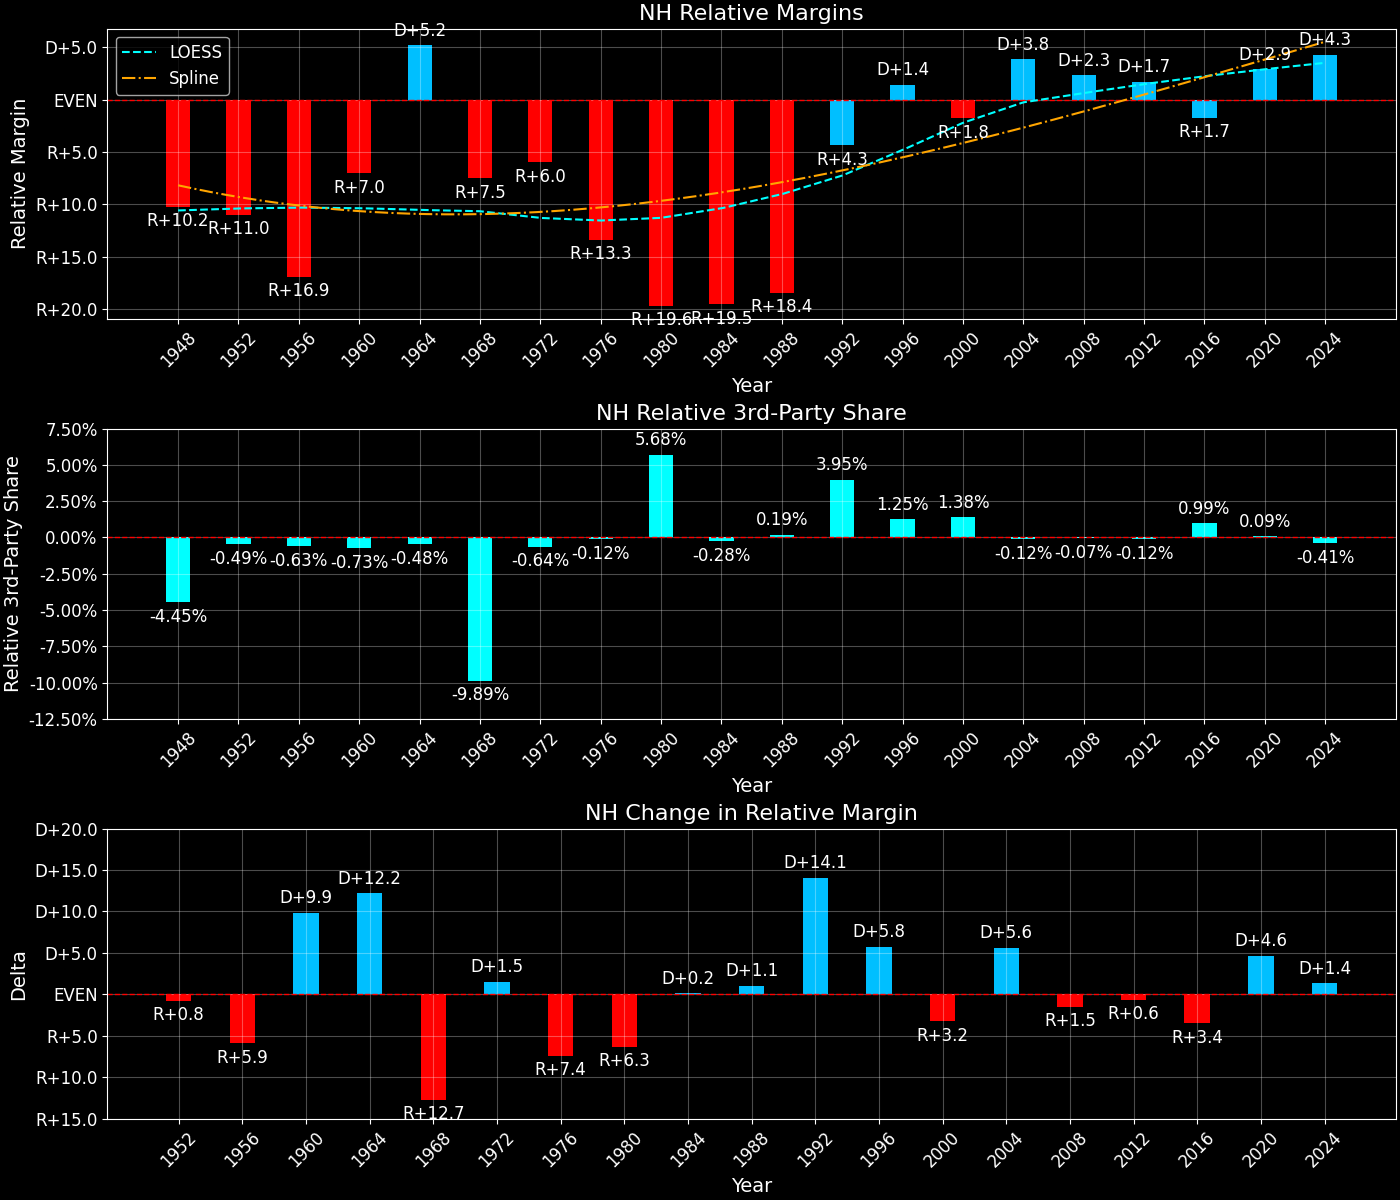 NH Relative Margins
LOESS
Spline
Relative Margin
D+5.0
EVEN
R+5.0
R+10.0
R+15.0
R+20.0
R+10.2
R+11.0
R+16.9
R+7.0
D+5.2
R+7.5
R+6.0
R+13.3
R+19.6
R+19.5
R+18.4
R+4.3
D+1.4
R+1.8
D+3.8
D+2.3
D+1.7
R+1.7
D+2.9
D+4.3
1948 1952 1956 1960 1964 1968 1972 1976 1980 1984 1988 1992 1996 2000 2004 2008 2012 2016 2020 2024
Year
NH Relative 3rd-Party Share
Relative 3rd-Party Share
7.50%
5.00%
2.50%
0.00%
-2.50%
-5.00%
-7.50%
-10.00%
-12.50%
-4.45%
-0.49%
-0.63%
-0.73%
-0.48%
-9.89%
-0.64%
-0.12%
5.68%
-0.28%
0.19%
3.95%
1.25%
1.38%
-0.12%
-0.07%
-0.12%
0.99%
0.09%
-0.41%
1948 1952 1956 1960 1964 1968 1972 1976 1980 1984 1988 1992 1996 2000 2004 2008 2012 2016 2020 2024
Year
NH Change in Relative Margin
Delta
D+20.0
D+15.0
D+10.0
D+5.0
EVEN
R+5.0
R+10.0
R+15.0
R+0.8
R+5.9
D+9.9
D+12.2
R+12.7
D+1.5
R+7.4
R+6.3
D+0.2
D+1.1
D+14.1
D+5.8
R+3.2
D+5.6
R+1.5
R+0.6
R+3.4
D+4.6
D+1.4
1952 1956 1960 1964 1968 1972 1976 1980 1984 1988 1992 1996 2000 2004 2008 2012 2016 2020 2024
Year